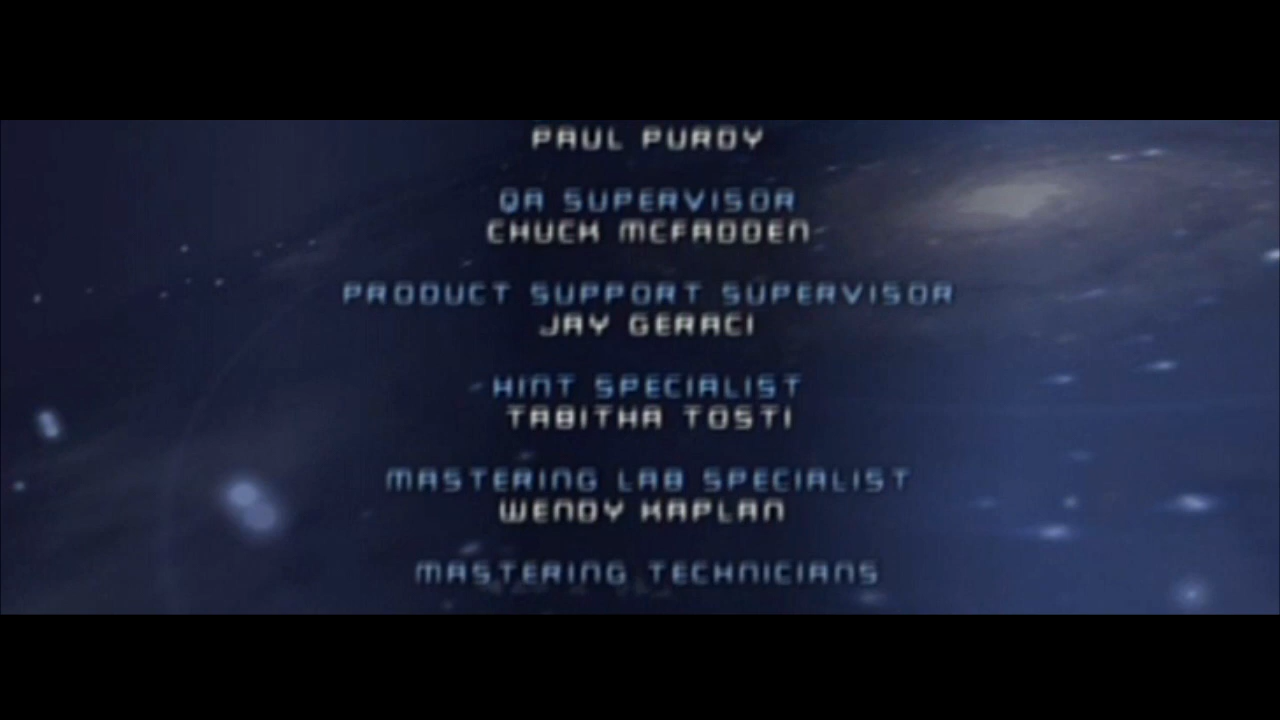 PAUL PURDY
QA SUPERVISOR
CHUCK MCFADDEN
PRODUCT SUPPORT SUPERVISOR
JAY GERACI
HINT SPECIALIST
TABITHA TOSTI
MASTERING LAB SPECIALIST
WENDY KAPLAN
MASTERING TECHNICIANS